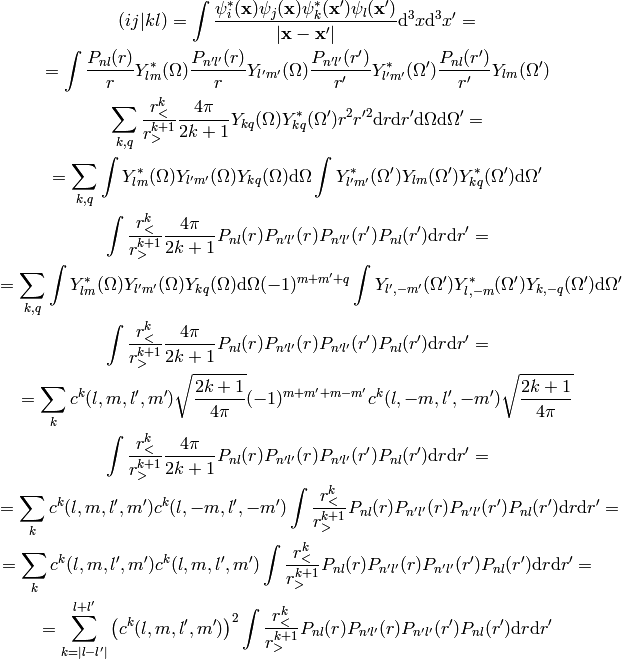 $(ij|kl) = \int \frac{\psi_i^*(\mathbf{x})\psi_j(\mathbf{x})\psi_k^*(\mathbf{x}')\psi_l(\mathbf{x}')}{|\mathbf{x}-\mathbf{x}'|} \mathrm{d}^3x\mathrm{d}^3x' =$
$= \int \frac{P_{nl}(r)}{r} Y_{lm}^*(\Omega) \frac{P_{n'l'}(r)}{r} Y_{l'm'}(\Omega) \frac{P_{n'l'}(r')}{r'} Y_{l'm'}^*(\Omega') \frac{P_{nl}(r')}{r'} Y_{lm}(\Omega')$
$\sum_{k,q} \frac{r_<^k}{r_>^{k+1}} \frac{4\pi}{2k+1} Y_{kq}(\Omega) Y_{kq}^*(\Omega') r^2 r'^2 \mathrm{d}r\mathrm{d}r'\mathrm{d}\Omega\mathrm{d}\Omega' =$
$= \sum_{k,q} \int Y_{lm}^*(\Omega) Y_{l'm'}(\Omega) Y_{kq}(\Omega) \mathrm{d}\Omega \int Y_{l'm'}^*(\Omega') Y_{lm}(\Omega') Y_{kq}^*(\Omega') \mathrm{d}\Omega'$
$\int \frac{r_<^k}{r_>^{k+1}} \frac{4\pi}{2k+1} P_{nl}(r) P_{n'l'}(r) P_{n'l'}(r') P_{nl}(r') \mathrm{d}r\mathrm{d}r' =$
$= \sum_{k,q} \int Y_{lm}^*(\Omega) Y_{l'm'}(\Omega) Y_{kq}(\Omega) \mathrm{d}\Omega (-1)^{m+m'+q} \int Y_{l',-m'}(\Omega') Y_{l,-m}^*(\Omega') Y_{k,-q}(\Omega') \mathrm{d}\Omega'$
$\int \frac{r_<^k}{r_>^{k+1}} \frac{4\pi}{2k+1} P_{nl}(r) P_{n'l'}(r) P_{n'l'}(r') P_{nl}(r') \mathrm{d}r\mathrm{d}r' =$
$= \sum_k c^k(l,m,l',m') \sqrt{\frac{2k+1}{4\pi}} (-1)^{m+m'+m-m'} c^k(l,-m,l',-m') \sqrt{\frac{2k+1}{4\pi}}$
$\int \frac{r_<^k}{r_>^{k+1}} \frac{4\pi}{2k+1} P_{nl}(r) P_{n'l'}(r) P_{n'l'}(r') P_{nl}(r') \mathrm{d}r\mathrm{d}r' =$
$= \sum_k c^k(l,m,l',m') c^k(l,-m,l',-m') \int \frac{r_<^k}{r_>^{k+1}} P_{nl}(r) P_{n'l'}(r) P_{n'l'}(r') P_{nl}(r') \mathrm{d}r\mathrm{d}r' =$
$= \sum_k c^k(l,m,l',m') c^k(l,m,l',m') \int \frac{r_<^k}{r_>^{k+1}} P_{nl}(r) P_{n'l'}(r) P_{n'l'}(r') P_{nl}(r') \mathrm{d}r\mathrm{d}r' =$
$= \sum_{k=|l-l'|}^{l+l'} \left(c^k(l,m,l',m')\right)^2 \int \frac{r_<^k}{r_>^{k+1}} P_{nl}(r) P_{n'l'}(r) P_{n'l'}(r') P_{nl}(r') \mathrm{d}r\mathrm{d}r'$